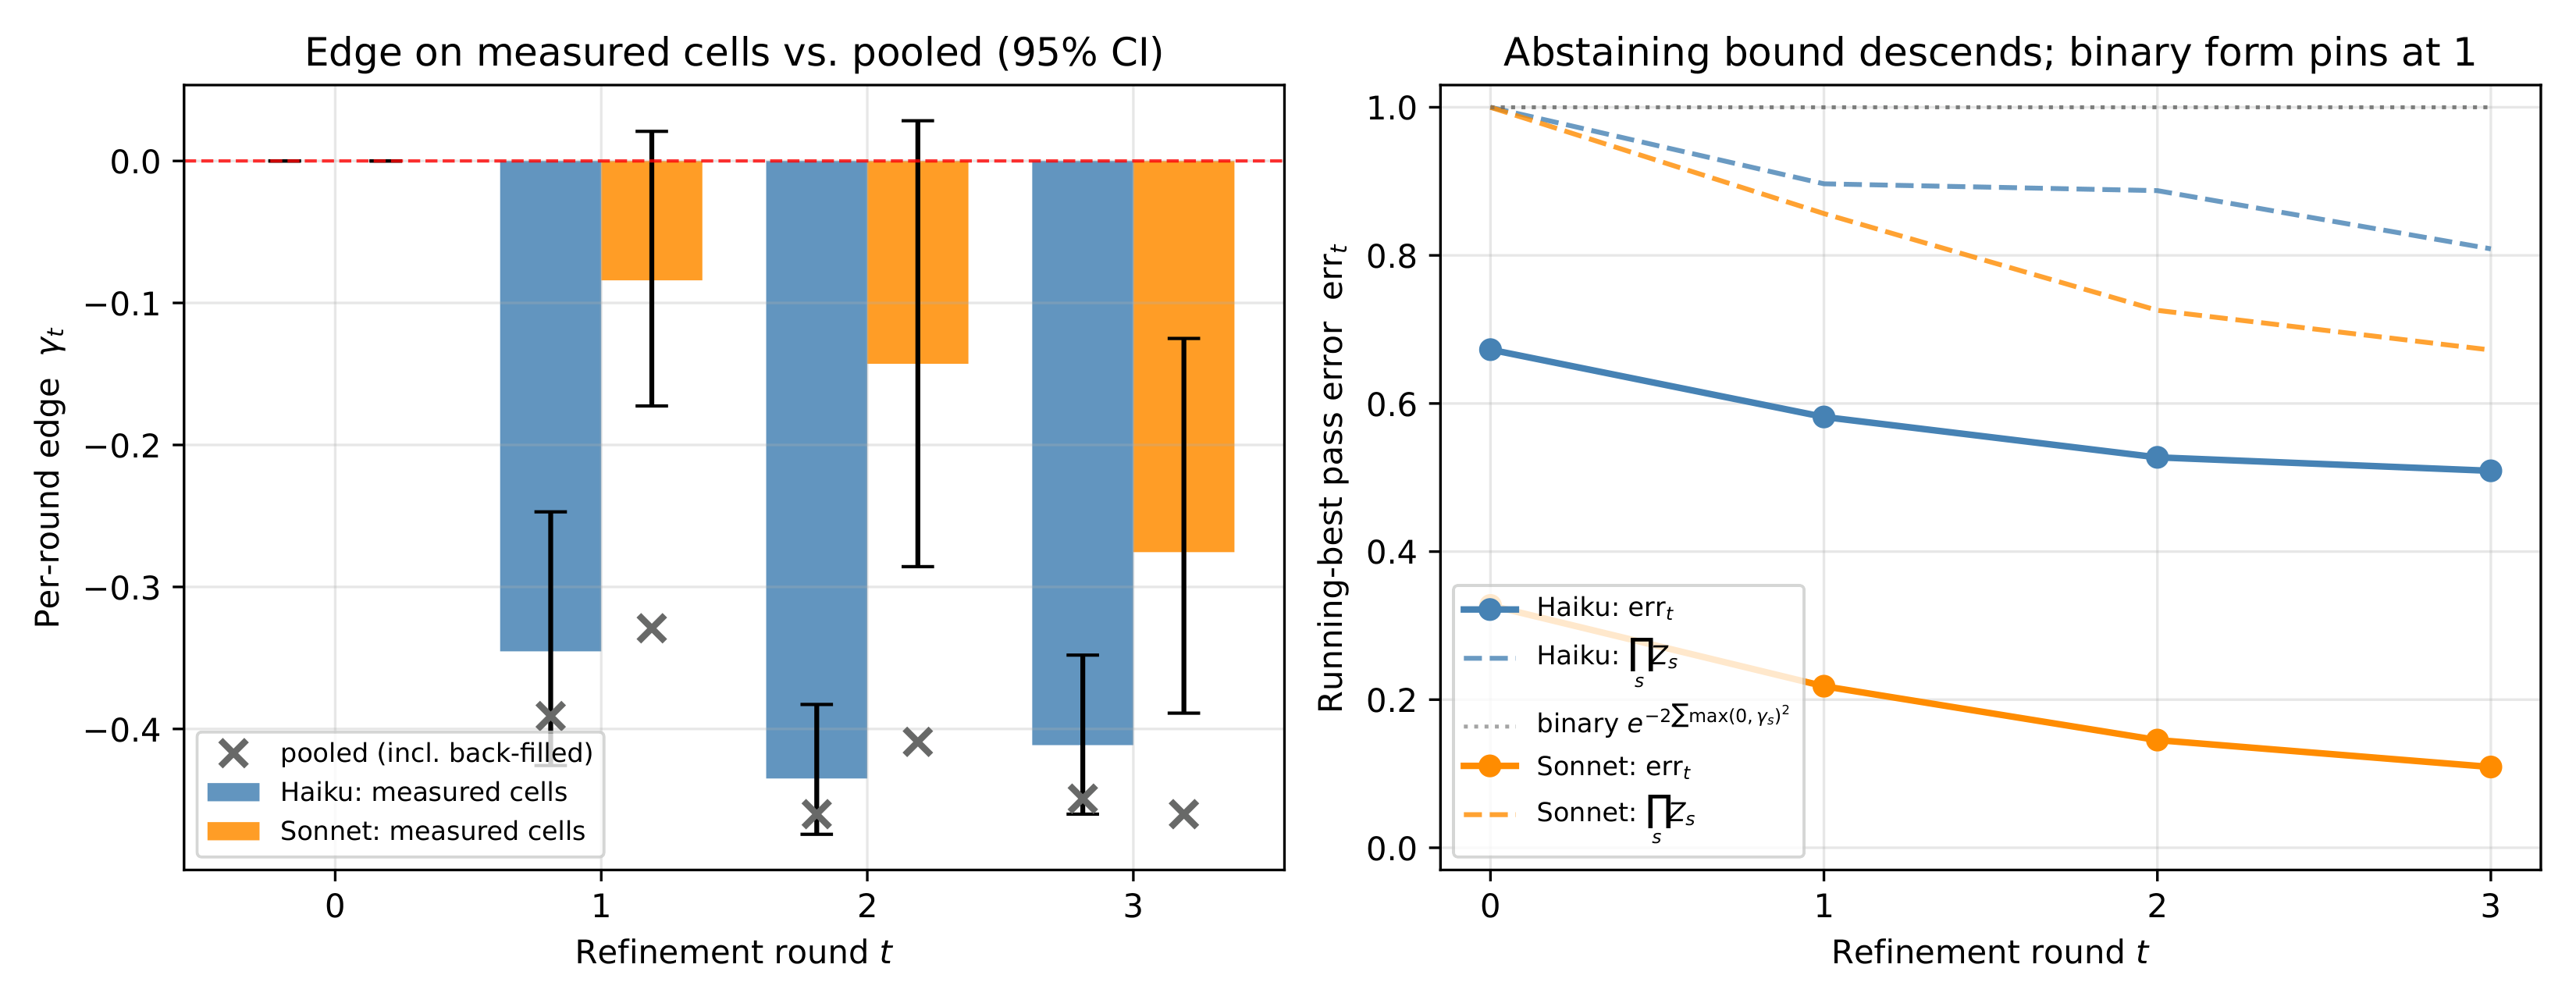 Edge on measured cells vs. pooled (95% CI)
Per-round edge γₜ
0.0
−0.1
−0.2
−0.3
−0.4
pooled (incl. back-filled)
Haiku: measured cells
Sonnet: measured cells
0 1 2 3
Refinement round t
Abstaining bound descends; binary form pins at 1
Running-best pass error errₜ
1.0
0.8
0.6
0.4
0.2
0.0
Haiku: errₜ
Haiku: ∏ₛ Zₛ
binary e^{−2∑max(0, γₛ)²}
Sonnet: errₜ
Sonnet: ∏ₛ Zₛ
0 1 2 3
Refinement round t